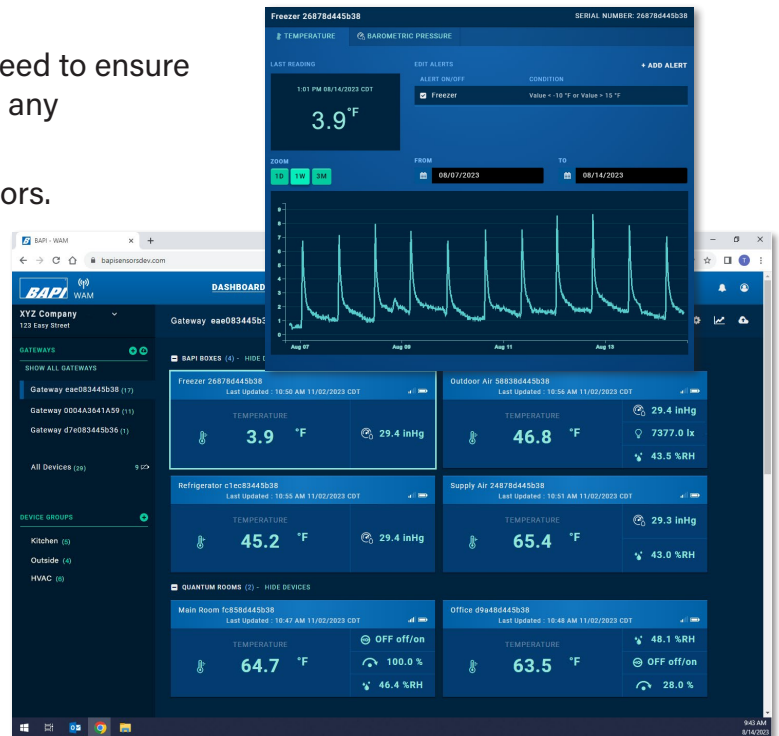 eed to ensure
any
ors.
Freezer 26878d445b38
SERIAL NUMBER: 26878d445b38
TEMPERATURE
BAROMETRIC PRESSURE
LAST READING
1:01 PM 08/14/2023 CDT
3.9 °F
EDIT ALERTS
+ ADD ALERT
ALERT ON/OFF CONDITION
Freezer Value < -10 °F or Value > 15 °F
ZOOM
1D 1W 3M
FROM
08/07/2023
TO
08/14/2023
9
8
7
6
5
4
3
2
1
0
Aug 07 Aug 09 Aug 11 Aug 13
BAPI - WAM
bapisensorsdev.com
T
BAPI WAM
DASHBOARD
XYZ Company
123 Easy Street
Gateway eae083445b3
GATEWAYS
SHOW ALL GATEWAYS
Gateway eae083445b38 (17)
Gateway 0004A3641A59 (11)
Gateway d7e083445b36 (1)
All Devices (29) 9
DEVICE GROUPS
Kitchen (5)
Outside (4)
HVAC (6)
BAPI BOXES (4) - HIDE D
Freezer 26878d445b38
Last Updated : 10:50 AM 11/02/2023 CDT
TEMPERATURE
3.9 °F
29.4 inHg
Outdoor Air 58838d445b38
Last Updated : 10:56 AM 11/02/2023 CDT
TEMPERATURE
46.8 °F
29.4 inHg
7377.0 lx
43.5 %RH
Refrigerator c1ec83445b38
Last Updated : 10:55 AM 11/02/2023 CDT
TEMPERATURE
45.2 °F
29.4 inHg
Supply Air 24878d445b38
Last Updated : 10:51 AM 11/02/2023 CDT
TEMPERATURE
65.4 °F
29.3 inHg
43.0 %RH
QUANTUM ROOMS (2) - HIDE DEVICES
Main Room fc858d445b38
Last Updated : 10:47 AM 11/02/2023 CDT
TEMPERATURE
64.7 °F
OFF off/on
100.0 %
46.4 %RH
Office d9a48d445b38
Last Updated : 10:48 AM 11/02/2023 CDT
TEMPERATURE
63.5 °F
48.1 %RH
OFF off/on
28.0 %
9:43 AM
8/14/2023